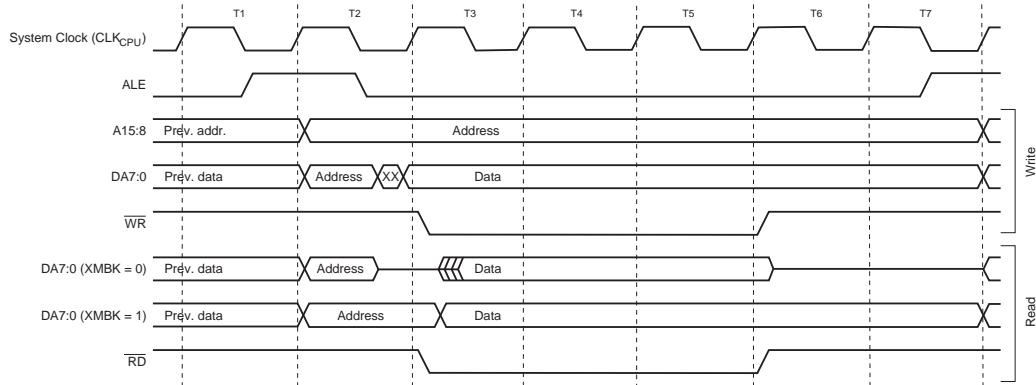 T1 T2 T3 T4 T5 T6 T7
System Clock (CLKCPU)
ALE
A15:8 Prev. addr. Address
DA7:0 Prev. data Address XX Data
WR
Write
DA7:0 (XMBK = 0) Prev. data Address Data
DA7:0 (XMBK = 1) Prev. data Address Data
RD
Read